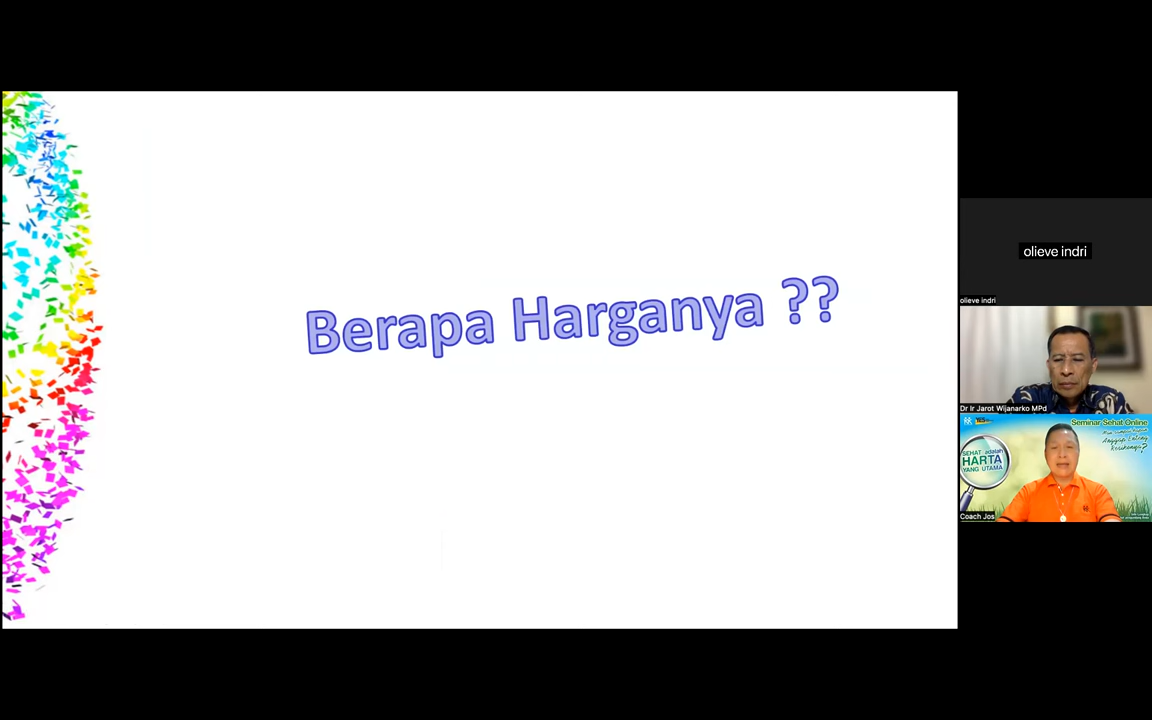 Berapa Harganya ??
olieve indri
olieve indri
Dr Ir Jarot Wijanarko MPd
Seminar Sehat Online
SEHAT adalah
HARTA
YANG UTAMA
Coach Jos